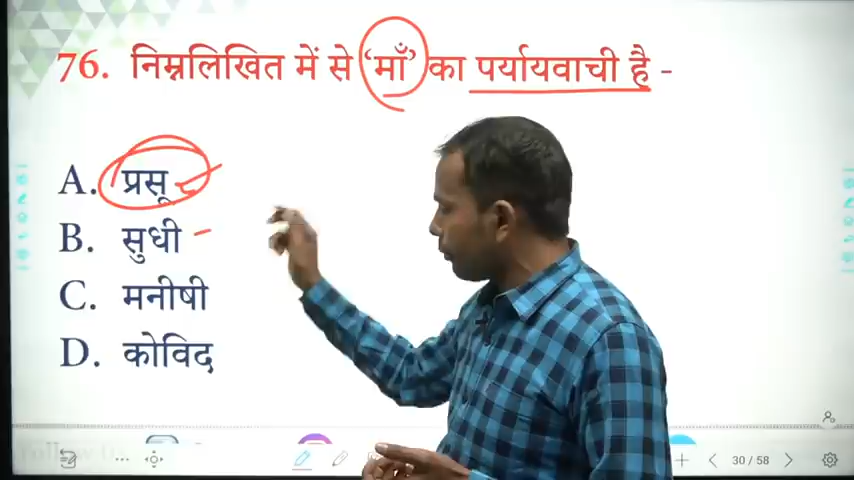 76. निम्नलिखित में से ‘माँ’ का पर्यायवाची है -
A. प्रसू
B. सुधी
C. मनीषी
D. कोविद
30 / 58